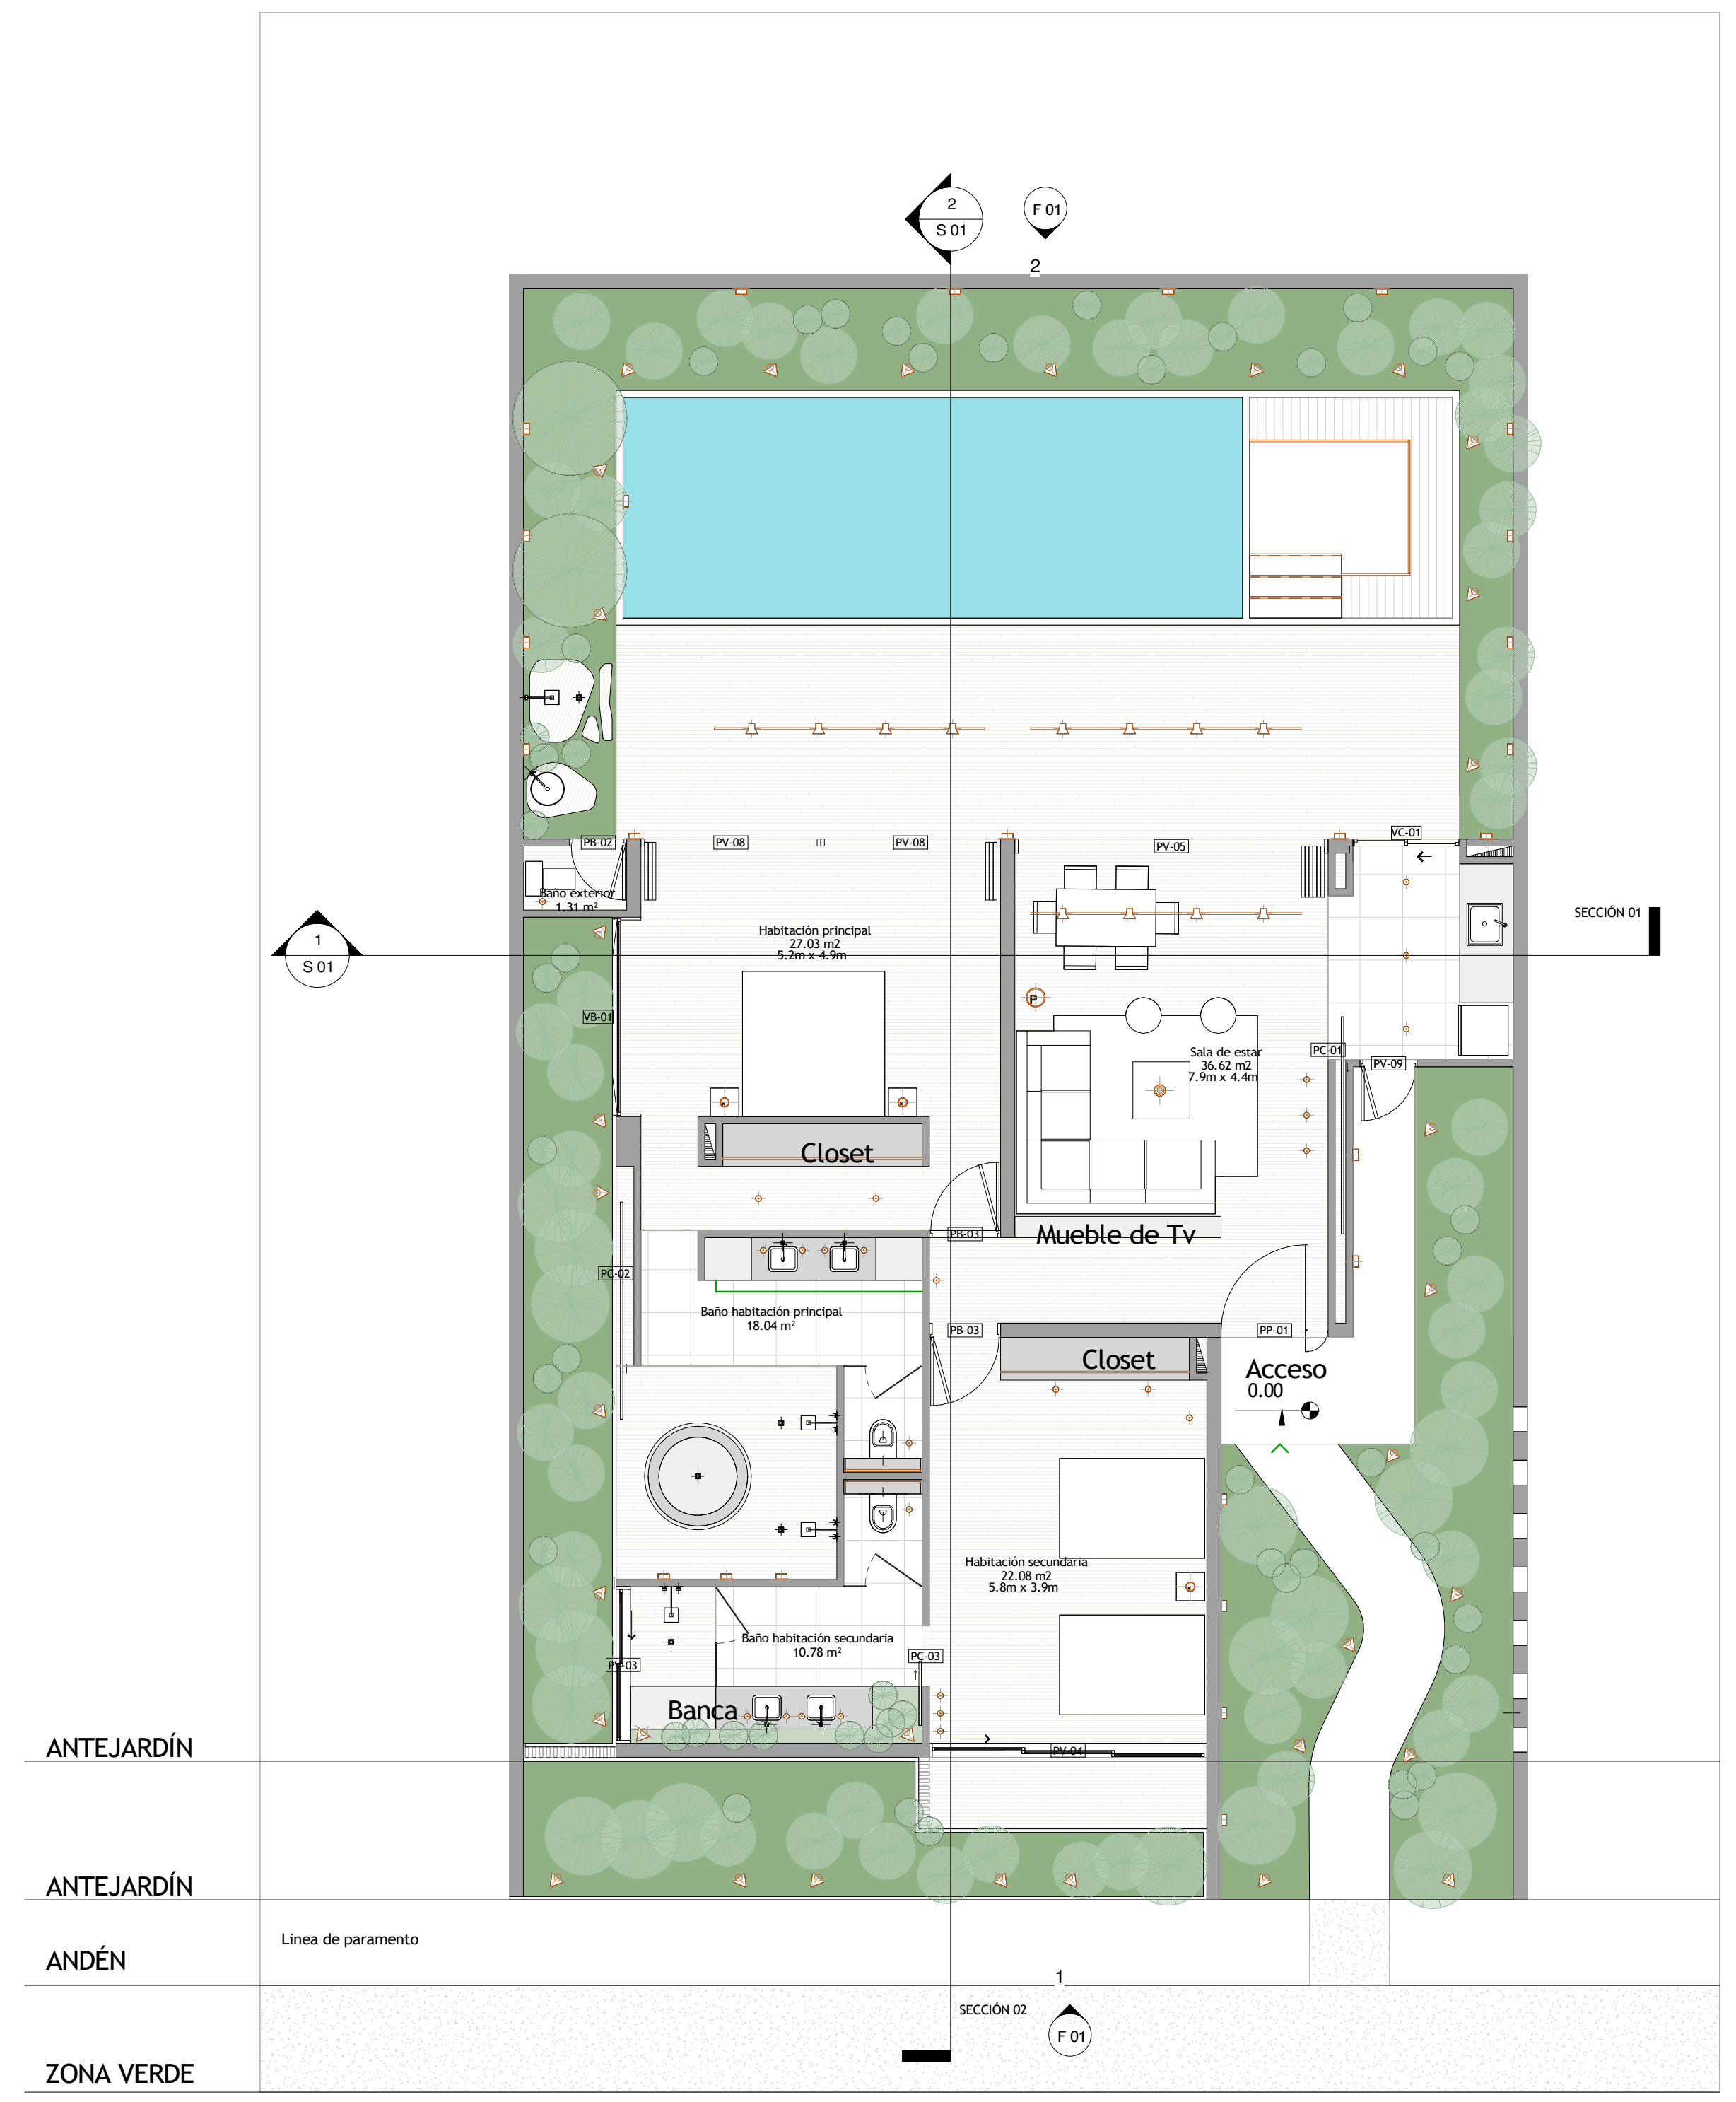 2
S 01
F 01
2
PB-02
PV-08
PV-08
PV-05
VC-01
Baño exterior
1.31 m²
SECCIÓN 01
1
S 01
Habitación principal
27.03 m2
5.2m x 4.9m
P
VB-01
Sala de estar
36.62 m2
7.9m x 4.4m
PC-01
PV-09
Closet
PB-03
Mueble de Tv
PC-02
Baño habitación principal
18.04 m²
PB-03
PP-01
Closet
Acceso
0.00
Habitación secundaria
22.08 m2
5.8m x 3.9m
Baño habitación secundaria
10.78 m²
PV-03
PC-03
Banca
PV-04
ANTEJARDÍN
ANTEJARDÍN
Linea de paramento
ANDÉN
1
SECCIÓN 02
F 01
ZONA VERDE